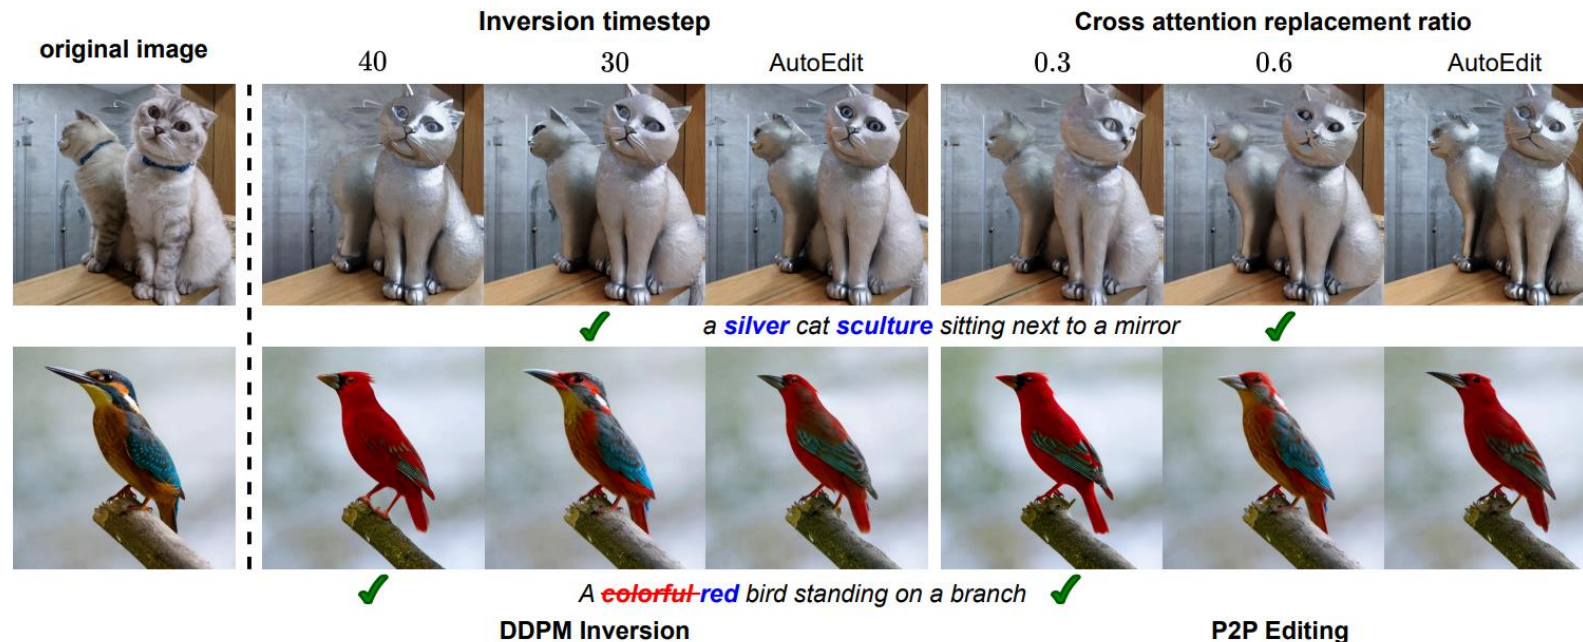 original image
Inversion timestep
Cross attention replacement ratio
40
30
AutoEdit
0.3
0.6
AutoEdit
a silver cat sculture sitting next to a mirror
A colorful red bird standing on a branch
DDPM Inversion
P2P Editing